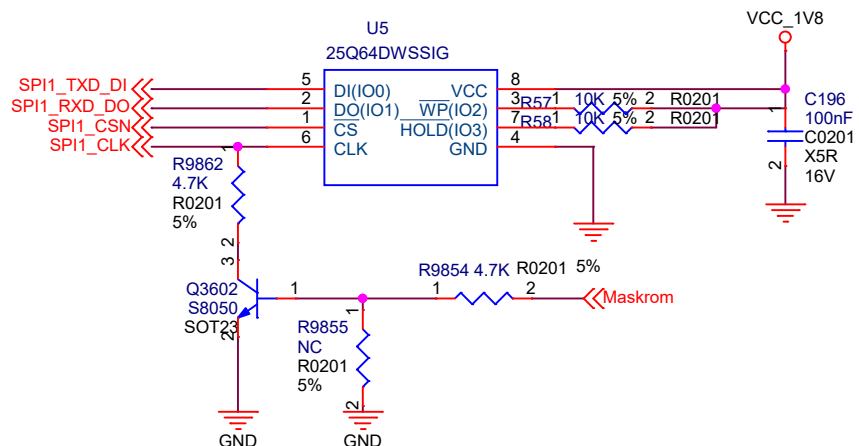 U5
25Q64DWSSIG
VCC_1V8
SPI1_TXD_DI
SPI1_RXD_DO
SPI1_CSN
SPI1_CLK
5
2
1
6
DI(IO0)
DO(IO1)
CS
CLK
VCC
WP(IO2)
HOLD(IO3)
GND
8
3
7
4
R57 1 10K 5% 2 R0201
R58 1 10K 5% 2 R0201
1
C196
100nF
C0201
X5R
16V
2
1
R9862
4.7K
R0201
5%
2
3
Q3602
S8050
SOT23
2
1
GND
1
R9855
NC
R0201
5%
2
GND
R9854 4.7K R0201 5%
1
2
Maskrom